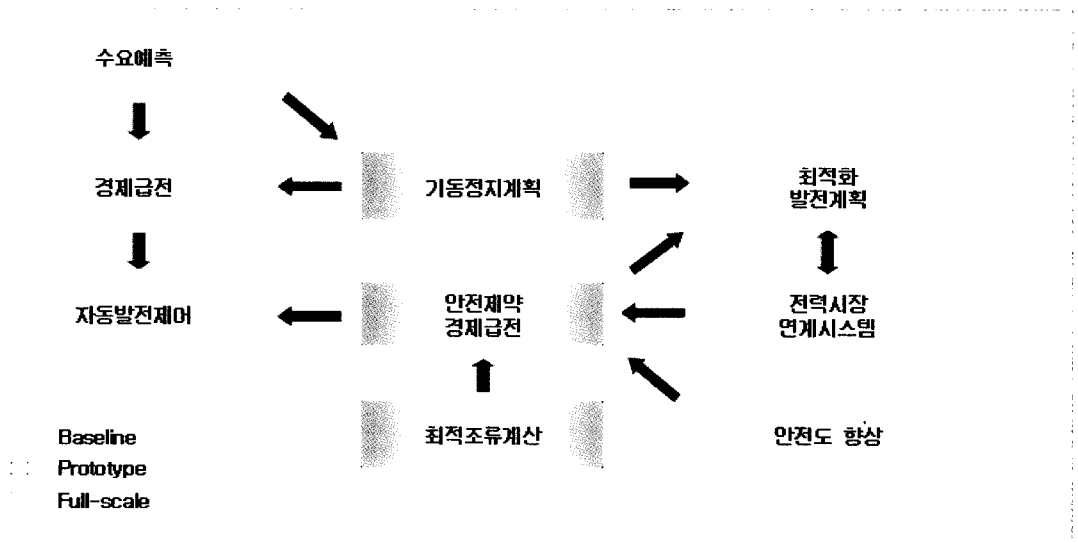 수요예측
경제급전
기동정지계획
최적화
발전계획
자동발전제어
안전제약
경제급전
전력시장
연계시스템
최적조류계산
안전도 향상
Baseline
Prototype
Full-scale